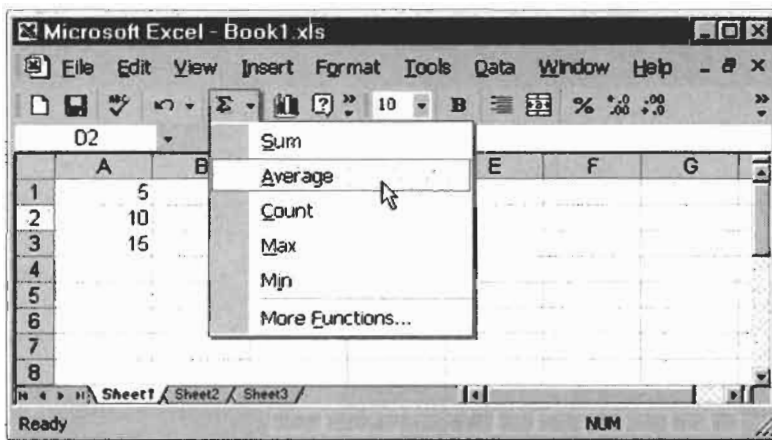 Microsoft Excel - Book1.xls
File Edit View Insert Format Tools Data Window Help
10 B %
D2
Sum
A B E F G
Average
1 5
Count
2 10
3 15
Max
4
Min
5
6
More Functions...
7
8
Sheet1 Sheet2 Sheet3
Ready NUM